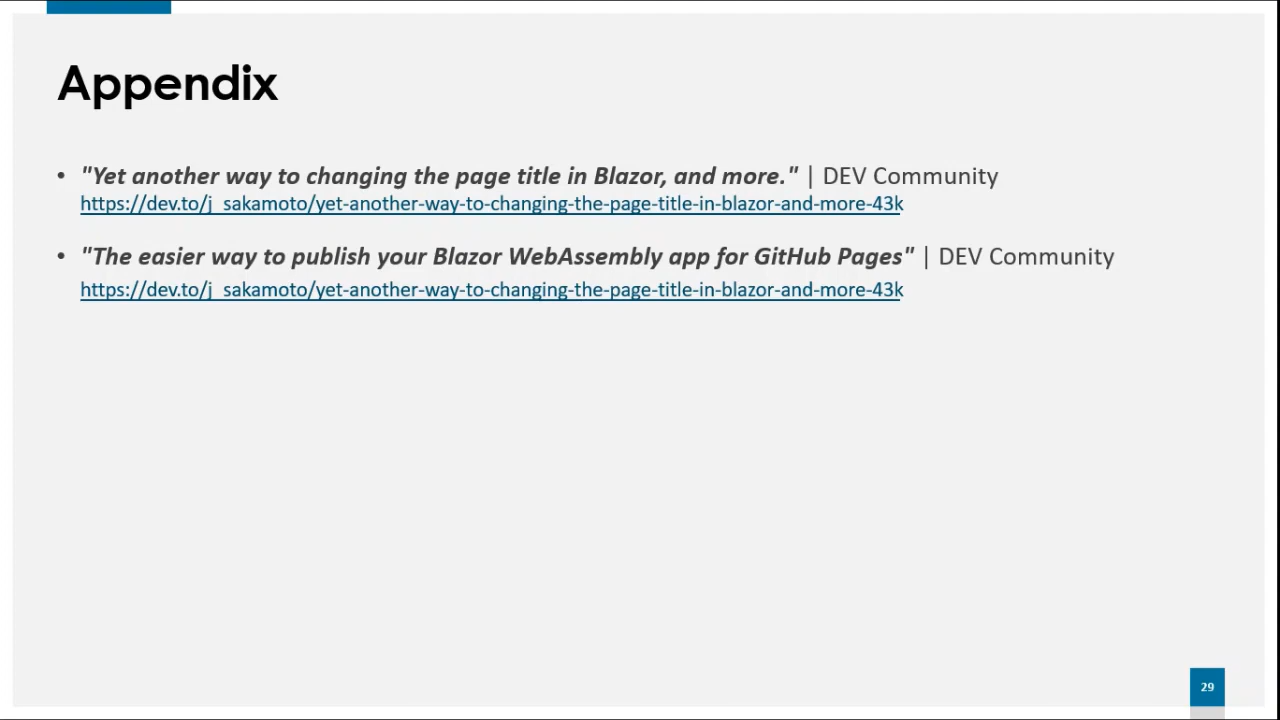 Appendix
• "Yet another way to changing the page title in Blazor, and more." | DEV Community
https://dev.to/j_sakamoto/yet-another-way-to-changing-the-page-title-in-blazor-and-more-43k
• "The easier way to publish your Blazor WebAssembly app for GitHub Pages" | DEV Community
https://dev.to/j_sakamoto/yet-another-way-to-changing-the-page-title-in-blazor-and-more-43k
29